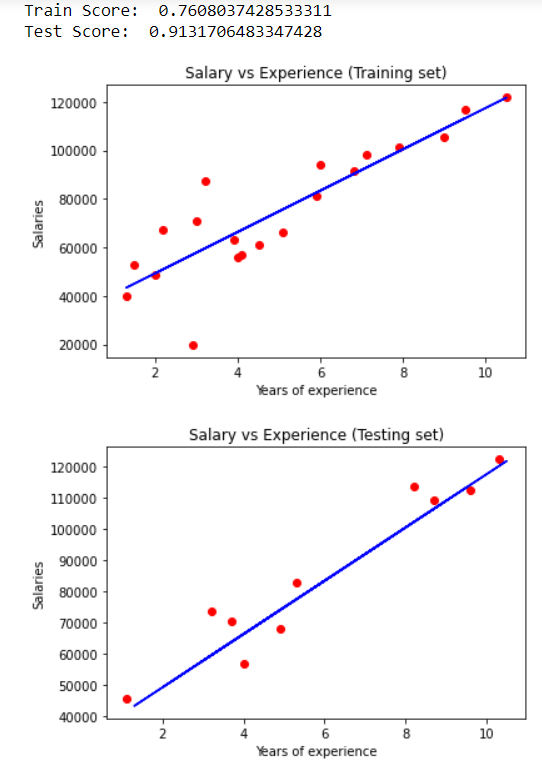 Train Score:  0.7608037428533311
Test Score:  0.9131706483347428
Salary vs Experience (Training set)
120000
100000
80000
60000
40000
20000
Salaries
2 4 6 8 10
Years of experience
Salary vs Experience (Testing set)
120000
110000
100000
90000
80000
70000
60000
50000
40000
Salaries
2 4 6 8 10
Years of experience